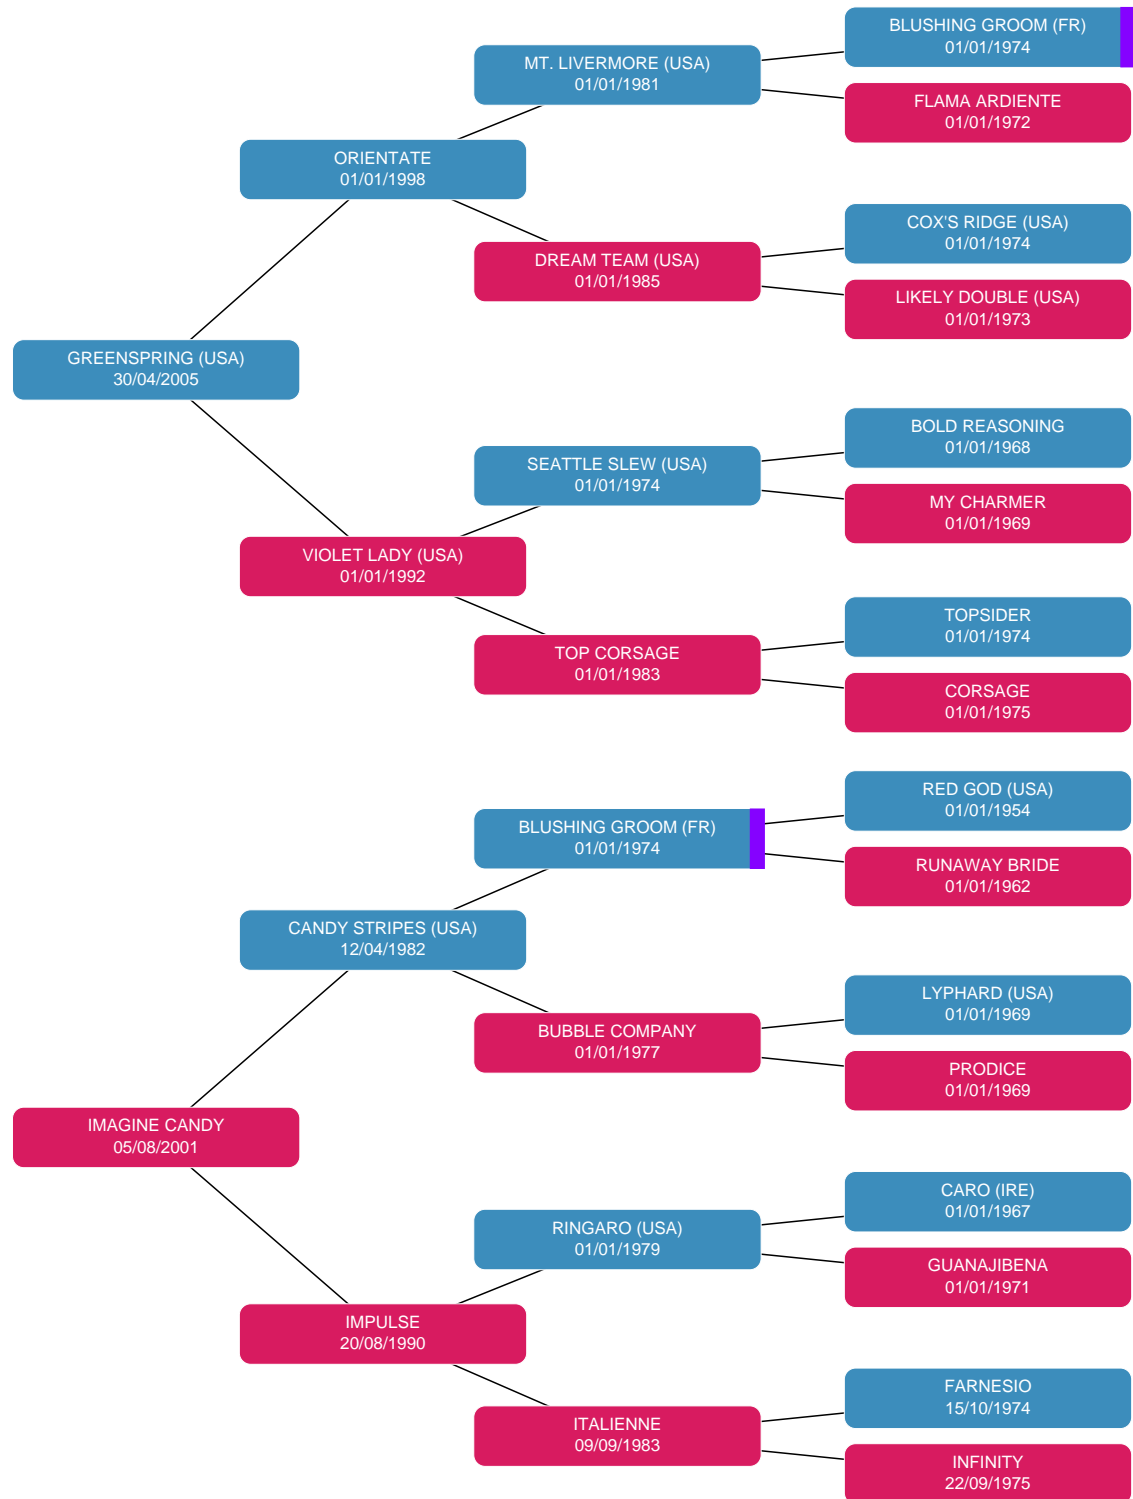 BLUSHING GROOM (FR)
01/01/1974
MT. LIVERMORE (USA)
01/01/1981
FLAMA ARDIENTE
01/01/1972
ORIENTATE
01/01/1998
COX'S RIDGE (USA)
01/01/1974
DREAM TEAM (USA)
01/01/1985
LIKELY DOUBLE (USA)
01/01/1973
GREENSPRING (USA)
30/04/2005
BOLD REASONING
01/01/1968
SEATTLE SLEW (USA)
01/01/1974
MY CHARMER
01/01/1969
VIOLET LADY (USA)
01/01/1992
TOPSIDER
01/01/1974
TOP CORSAGE
01/01/1983
CORSAGE
01/01/1975
RED GOD (USA)
01/01/1954
BLUSHING GROOM (FR)
01/01/1974
RUNAWAY BRIDE
01/01/1962
CANDY STRIPES (USA)
12/04/1982
LYPHARD (USA)
01/01/1969
BUBBLE COMPANY
01/01/1977
PRODICE
01/01/1969
IMAGINE CANDY
05/08/2001
CARO (IRE)
01/01/1967
RINGARO (USA)
01/01/1979
GUANAJIBENA
01/01/1971
IMPULSE
20/08/1990
FARNESIO
15/10/1974
ITALIENNE
09/09/1983
INFINITY
22/09/1975